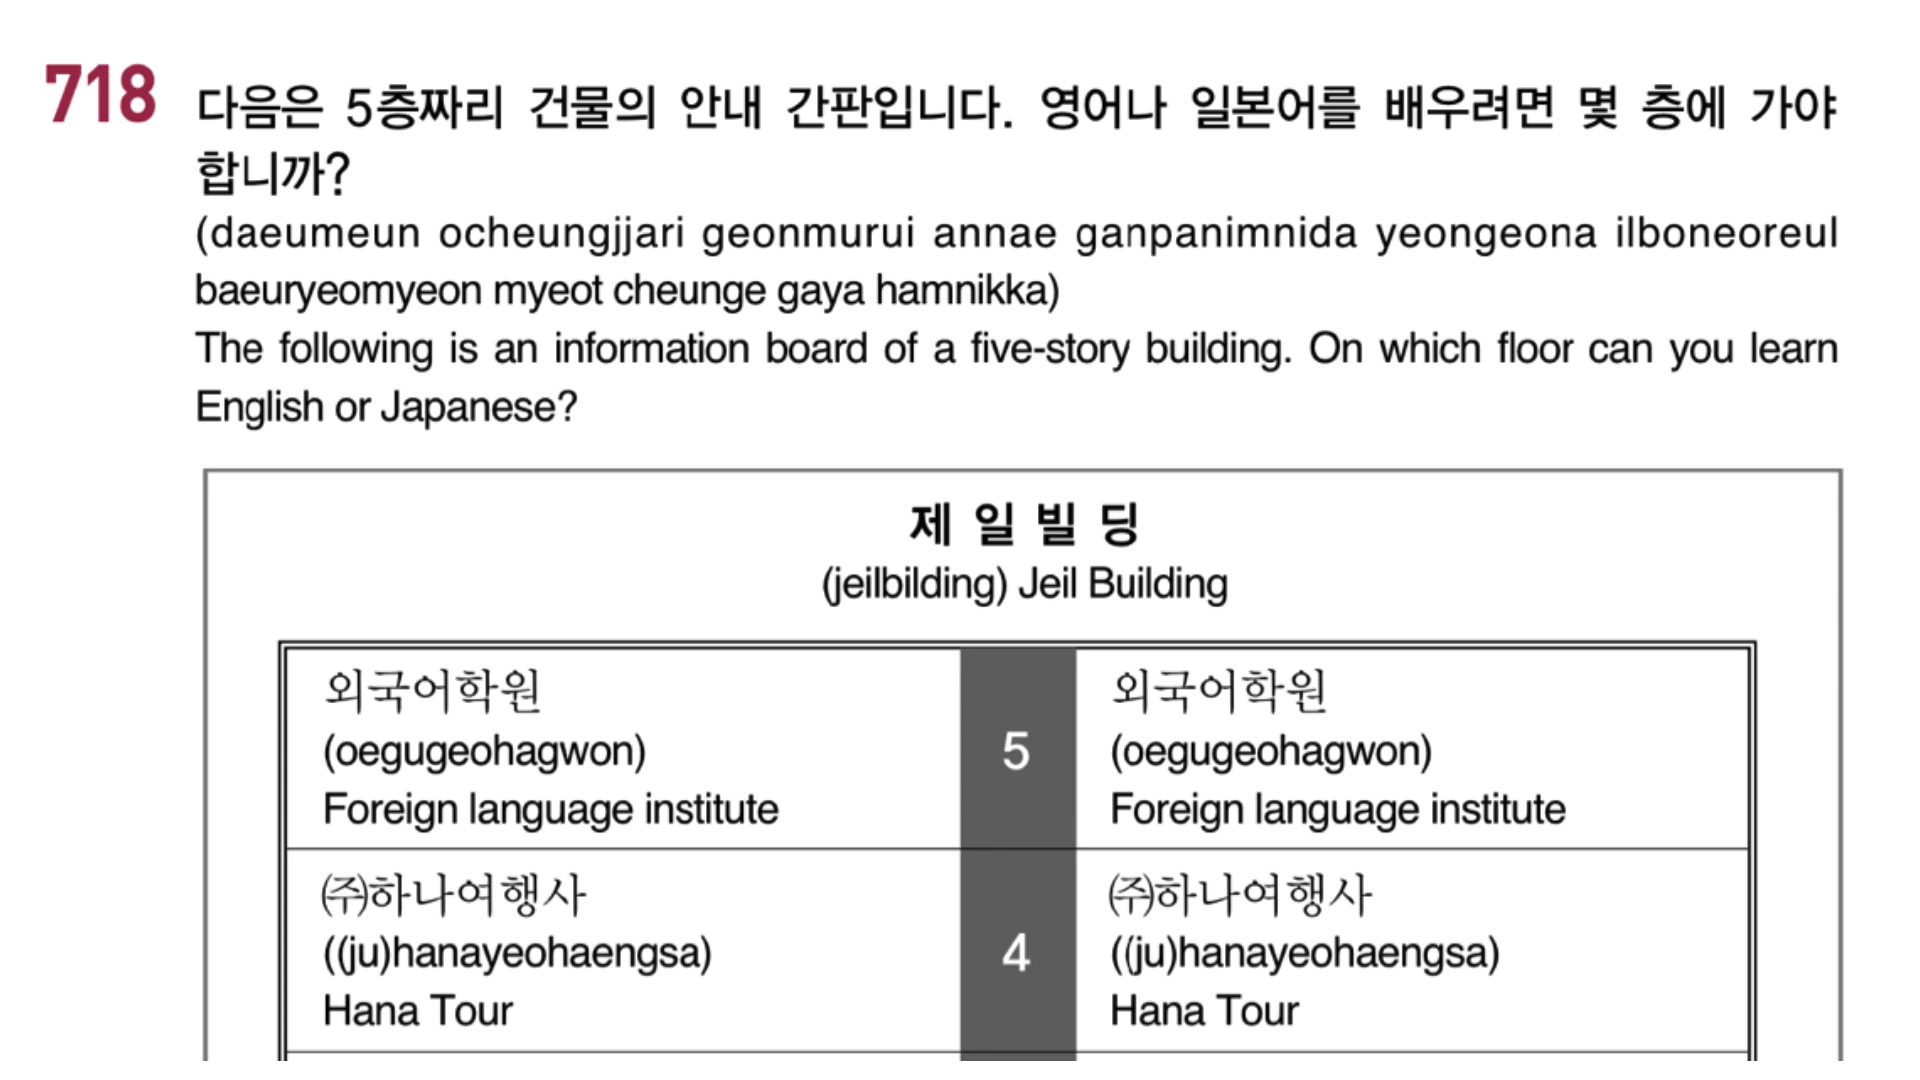 718
다음은 5층짜리 건물의 안내 간판입니다. 영어나 일본어를 배우려면 몇 층에 가야
합니까?
(daeumeun ocheungjjari geonmurui annae ganpanimnida yeongeona ilboneoreul
baeuryeomyeon myeot cheunge gaya hamnikka)
The following is an information board of a five-story building. On which floor can you learn
English or Japanese?
제 일 빌 딩
(jeilbilding) Jeil Building
외국어학원
(oegugeohagwon)
Foreign language institute
5
외국어학원
(oegugeohagwon)
Foreign language institute
㈜하나여행사
((ju)hanayeohaengsa)
Hana Tour
4
㈜하나여행사
((ju)hanayeohaengsa)
Hana Tour